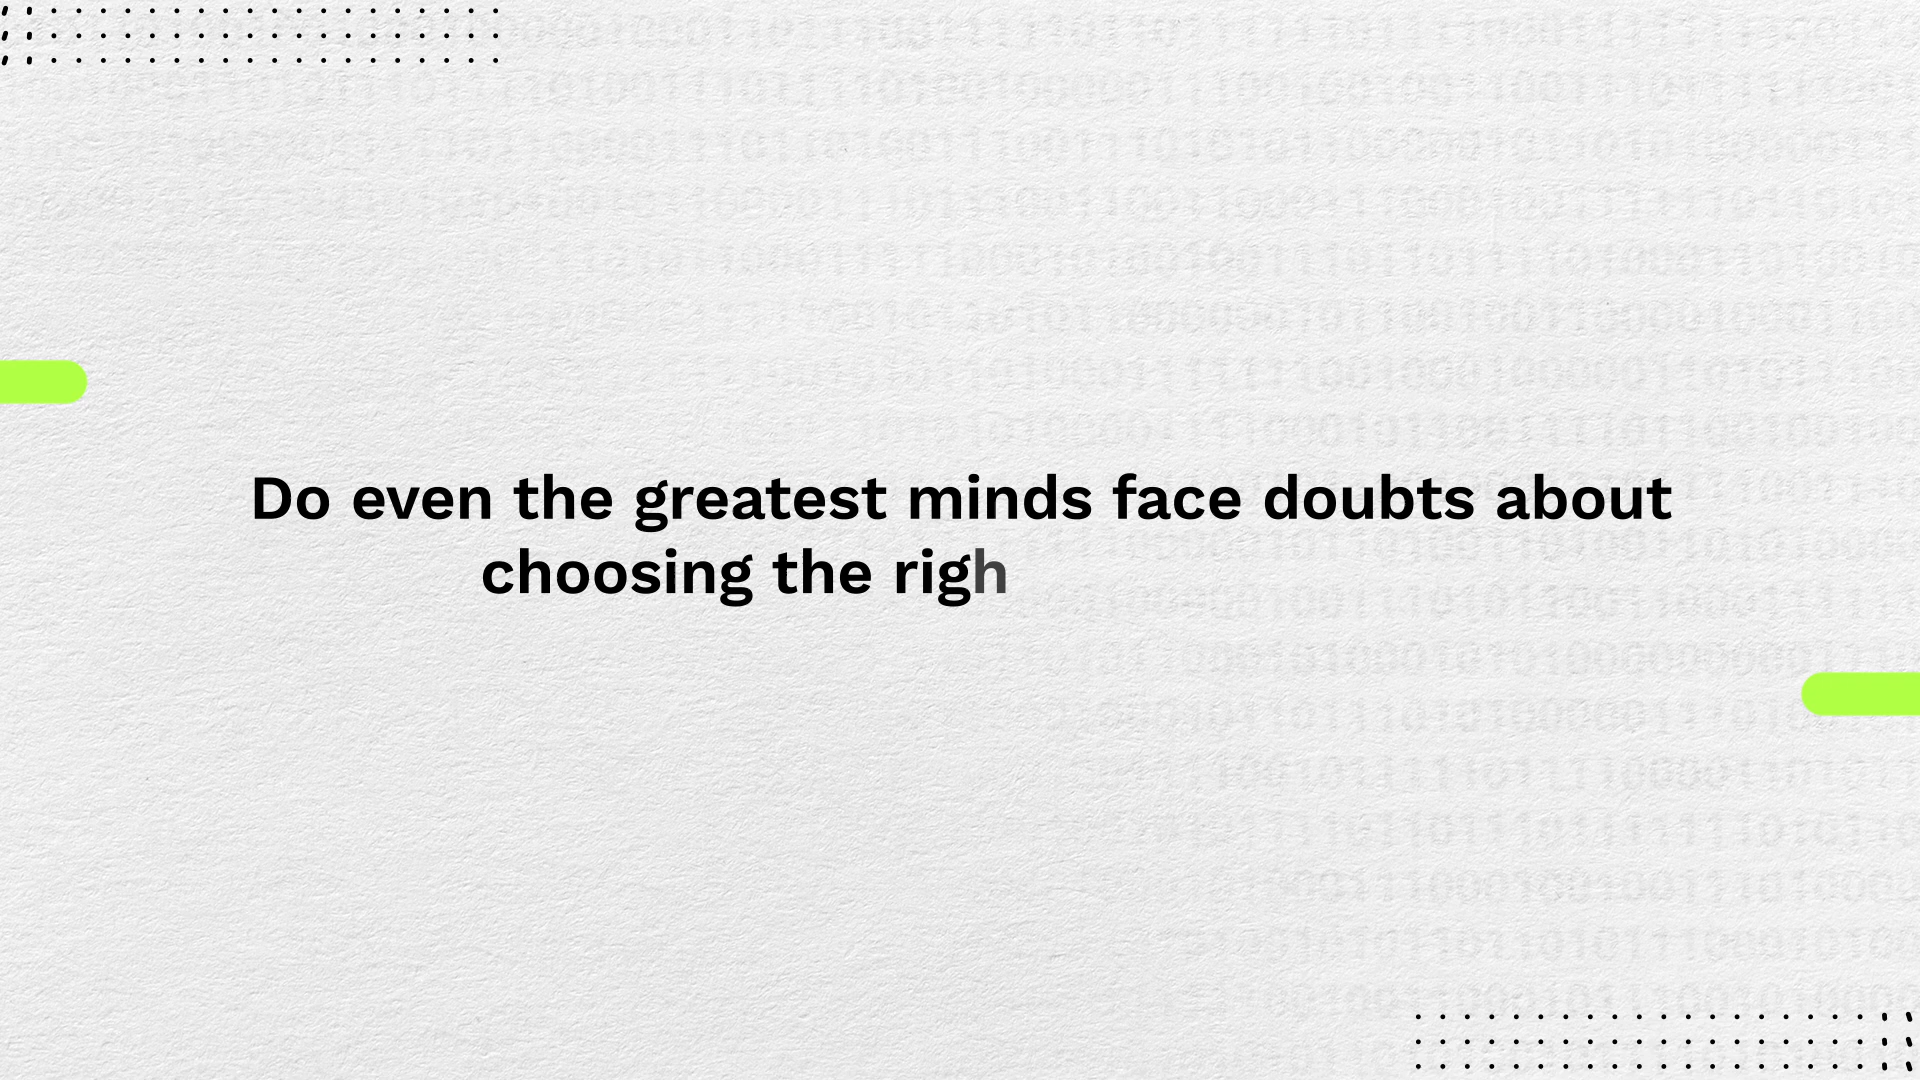 Do even the greatest minds face doubts about
choosing the righ